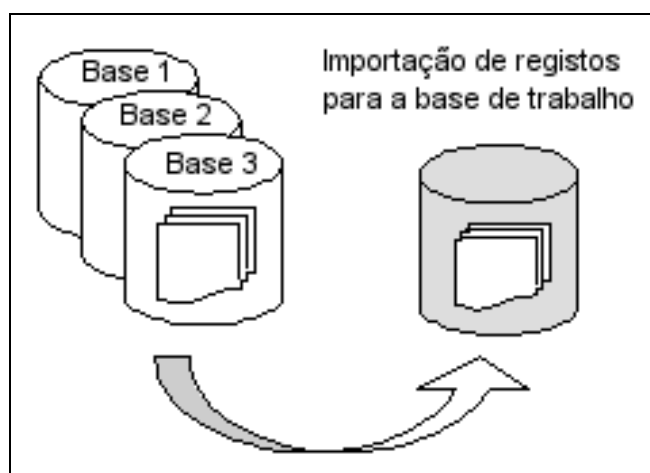 Base 1
Base 2
Base 3
Importação de registos
para a base de trabalho